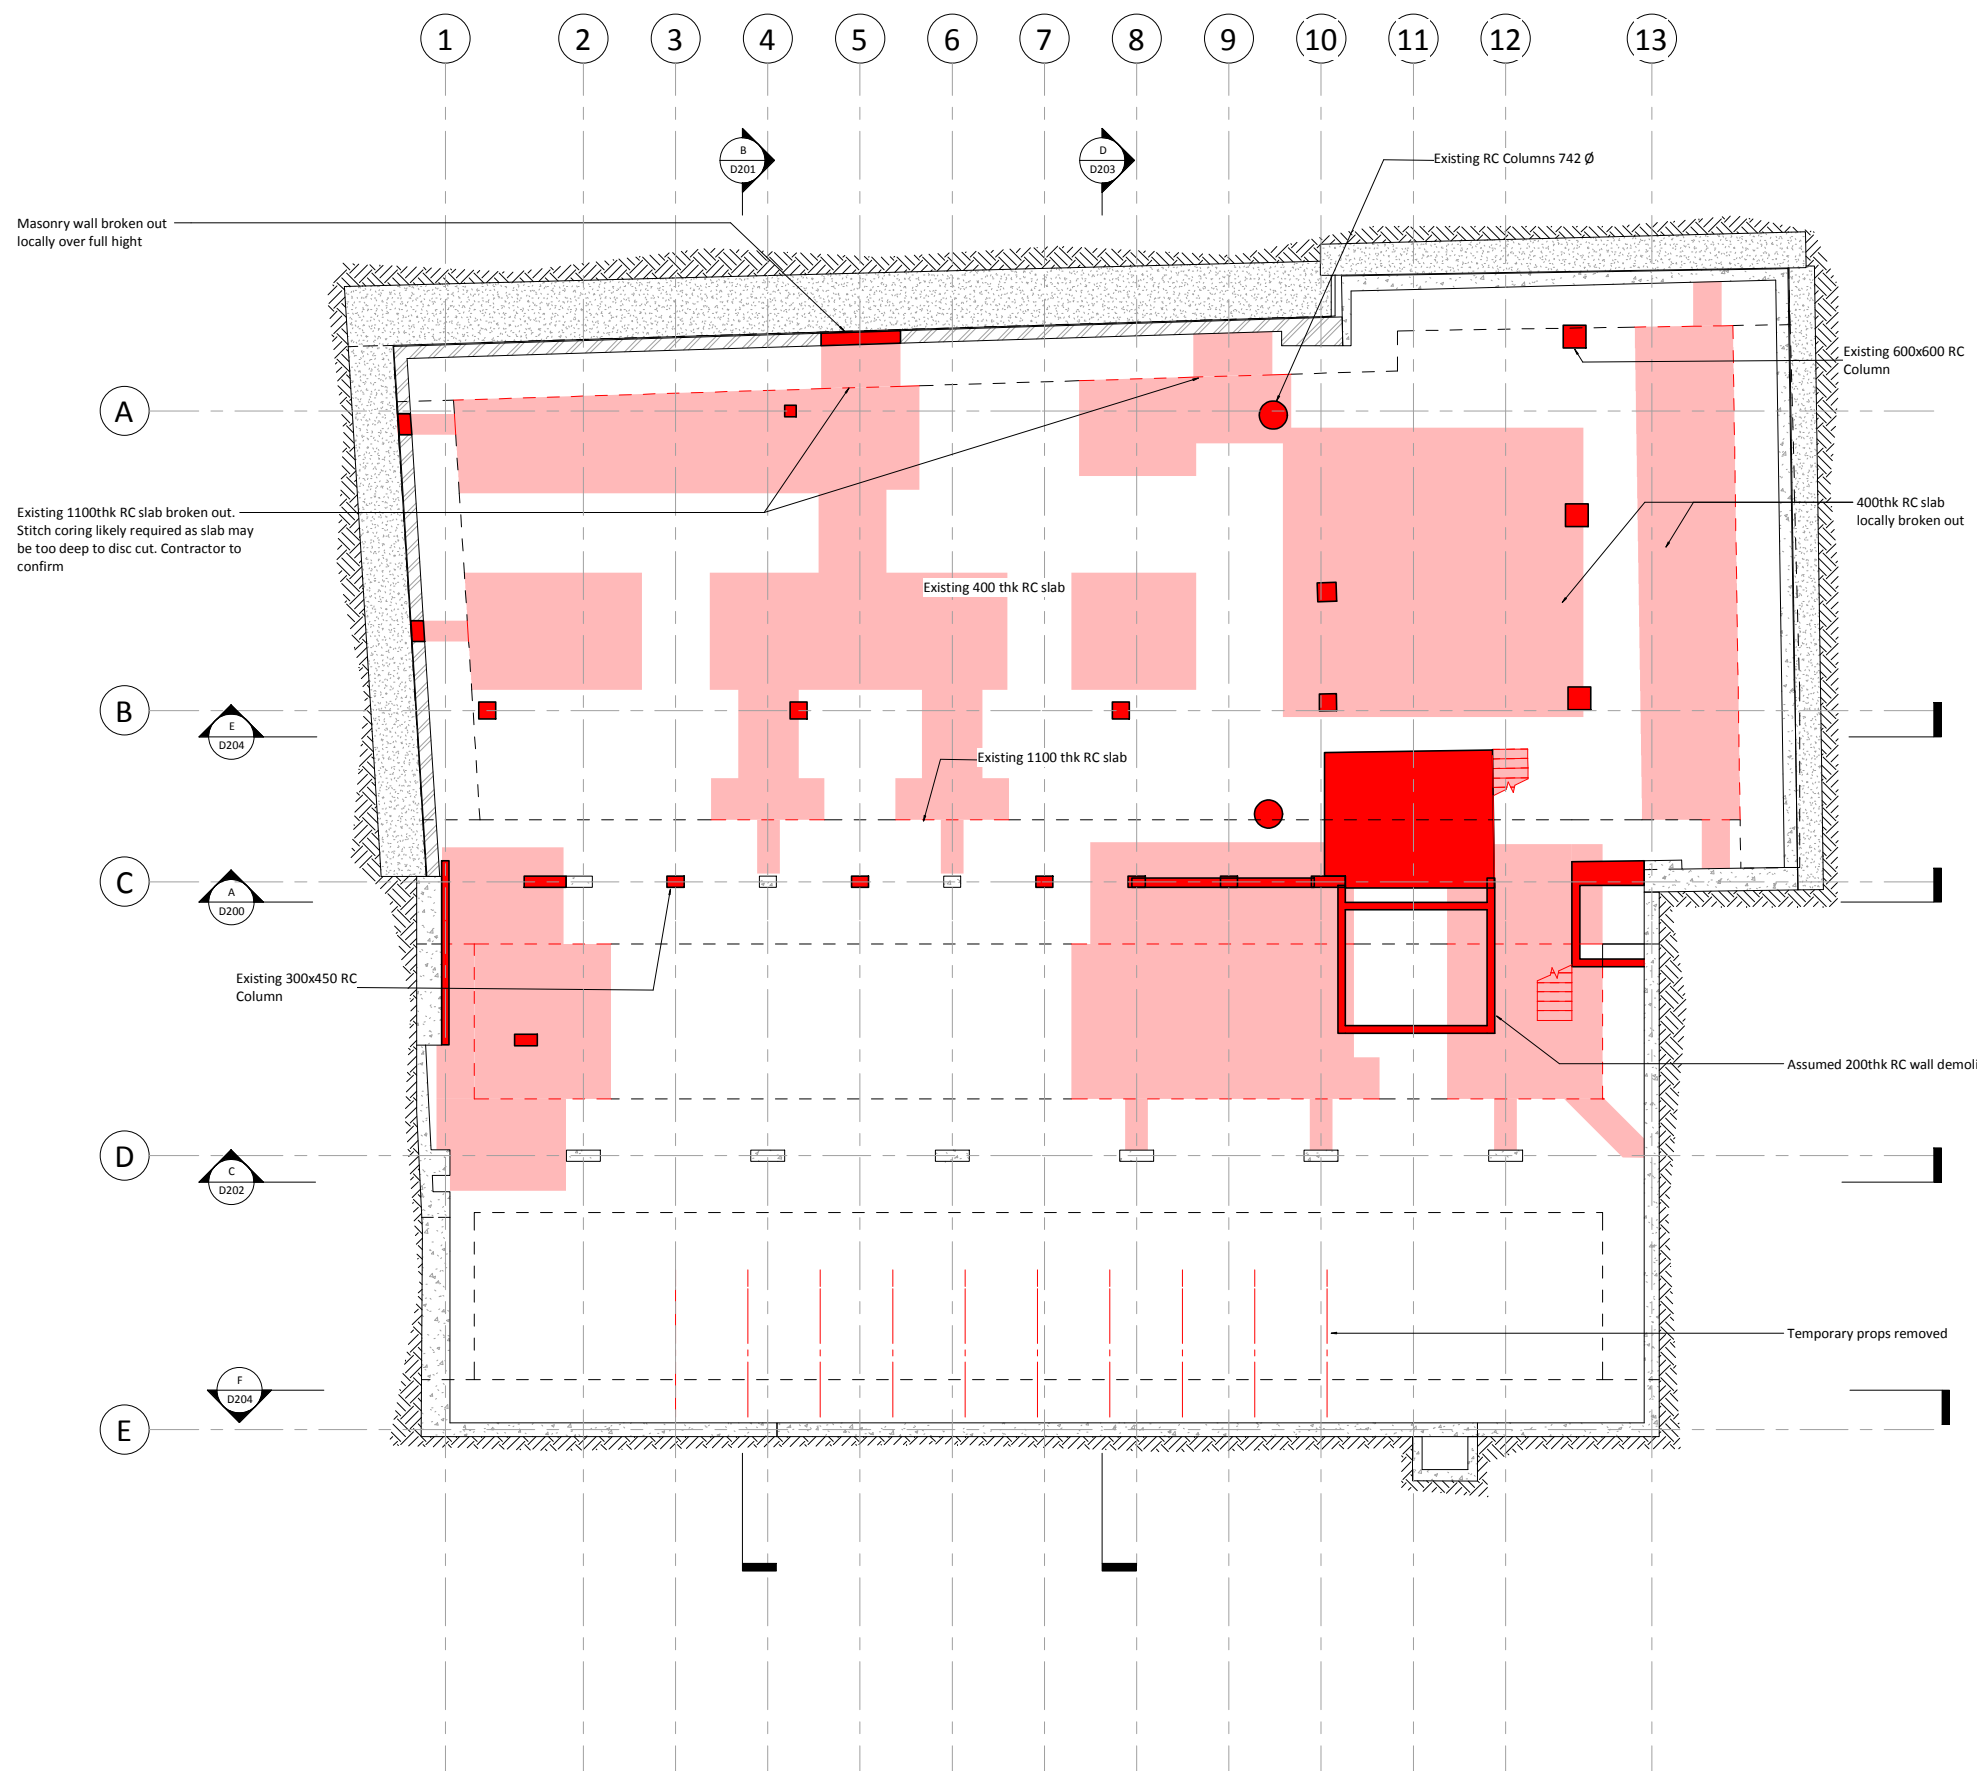 1 2 3 4 5 6 7 8 9 10 11 12 13
B
D201
D
D203
Existing RC Columns 742 Ø
Masonry wall broken out
locally over full hight
Existing 600x600 RC
Column
A
Existing 1100thk RC slab broken out.
Stitch coring likely required as slab may
be too deep to disc cut. Contractor to
confirm
400thk RC slab
locally broken out
Existing 400 thk RC slab
B
E
D204
Existing 1100 thk RC slab
C
A
D200
Existing 300x450 RC
Column
Assumed 200thk RC wall demoli
D
C
D202
Temporary props removed
F
D204
E